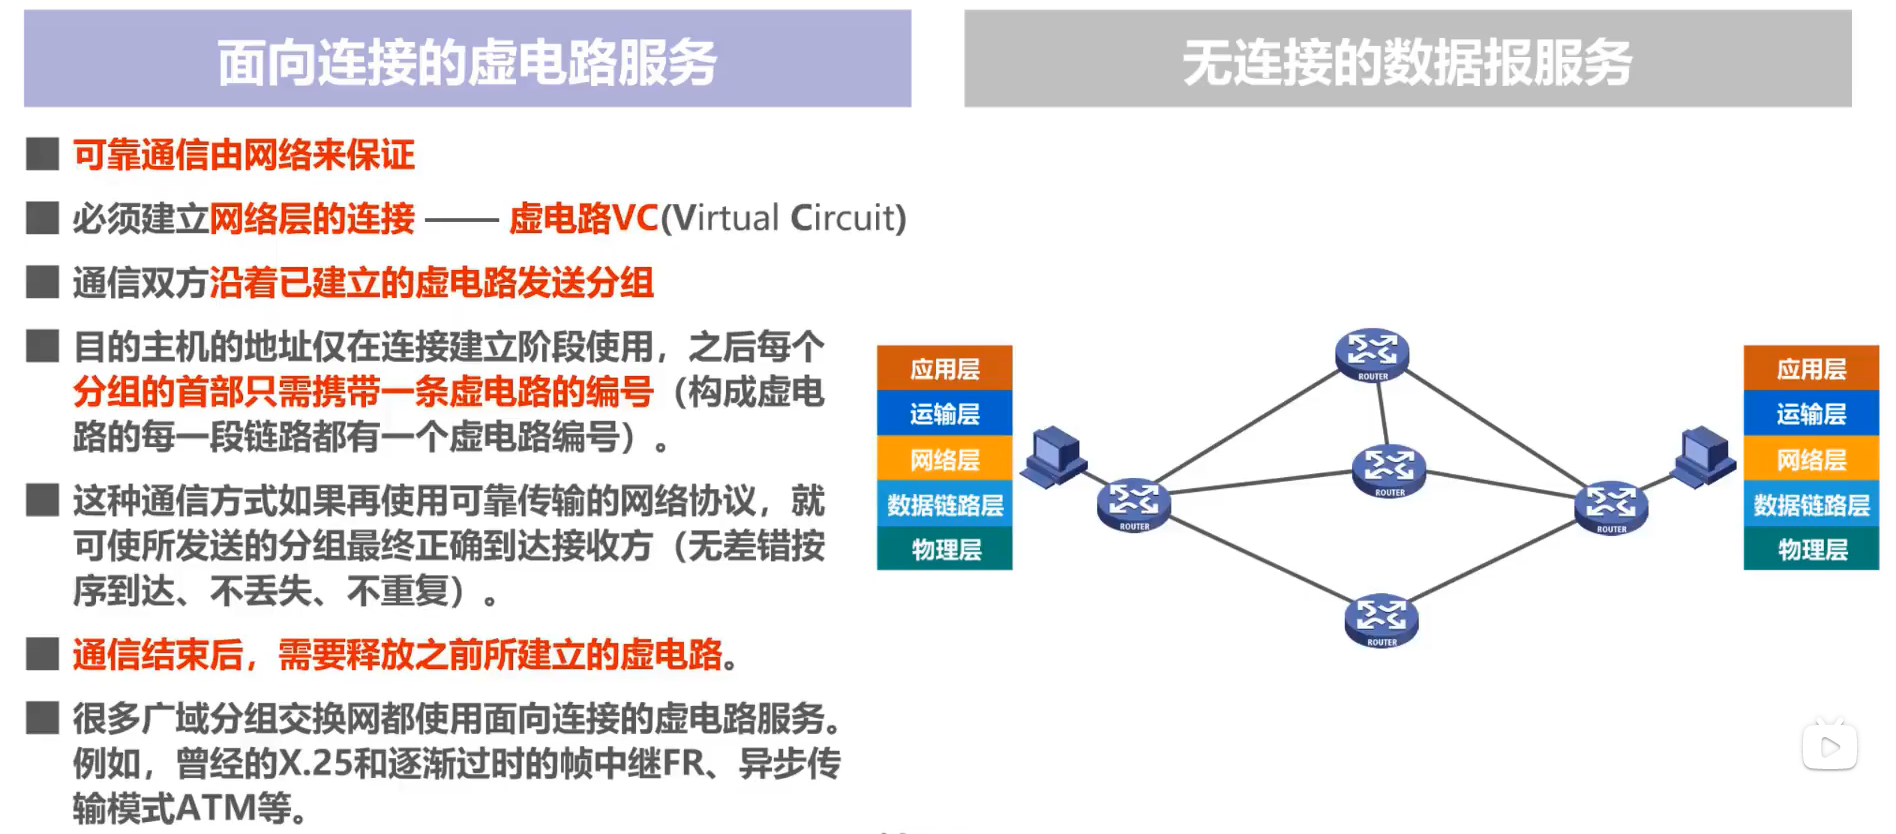 面向连接的虚电路服务
无连接的数据报服务
可靠通信由网络来保证
必须建立网络层的连接 —— 虚电路VC(Virtual Circuit)
通信双方沿着已建立的虚电路发送分组
目的主机的地址仅在连接建立阶段使用，之后每个
分组的首部只需携带一条虚电路的编号（构成虚电
路的每一段链路都有一个虚电路编号）。
这种通信方式如果再使用可靠传输的网络协议，就
可使所发送的分组最终正确到达接收方（无差错按
序到达、不丢失、不重复）。
通信结束后，需要释放之前所建立的虚电路。
很多广域分组交换网都使用面向连接的虚电路服务。
例如，曾经的X.25和逐渐过时的帧中继FR、异步传
输模式ATM等。
应用层
运输层
网络层
数据链路层
物理层
ROUTER
ROUTER
ROUTER
ROUTER
ROUTER
应用层
运输层
网络层
数据链路层
物理层